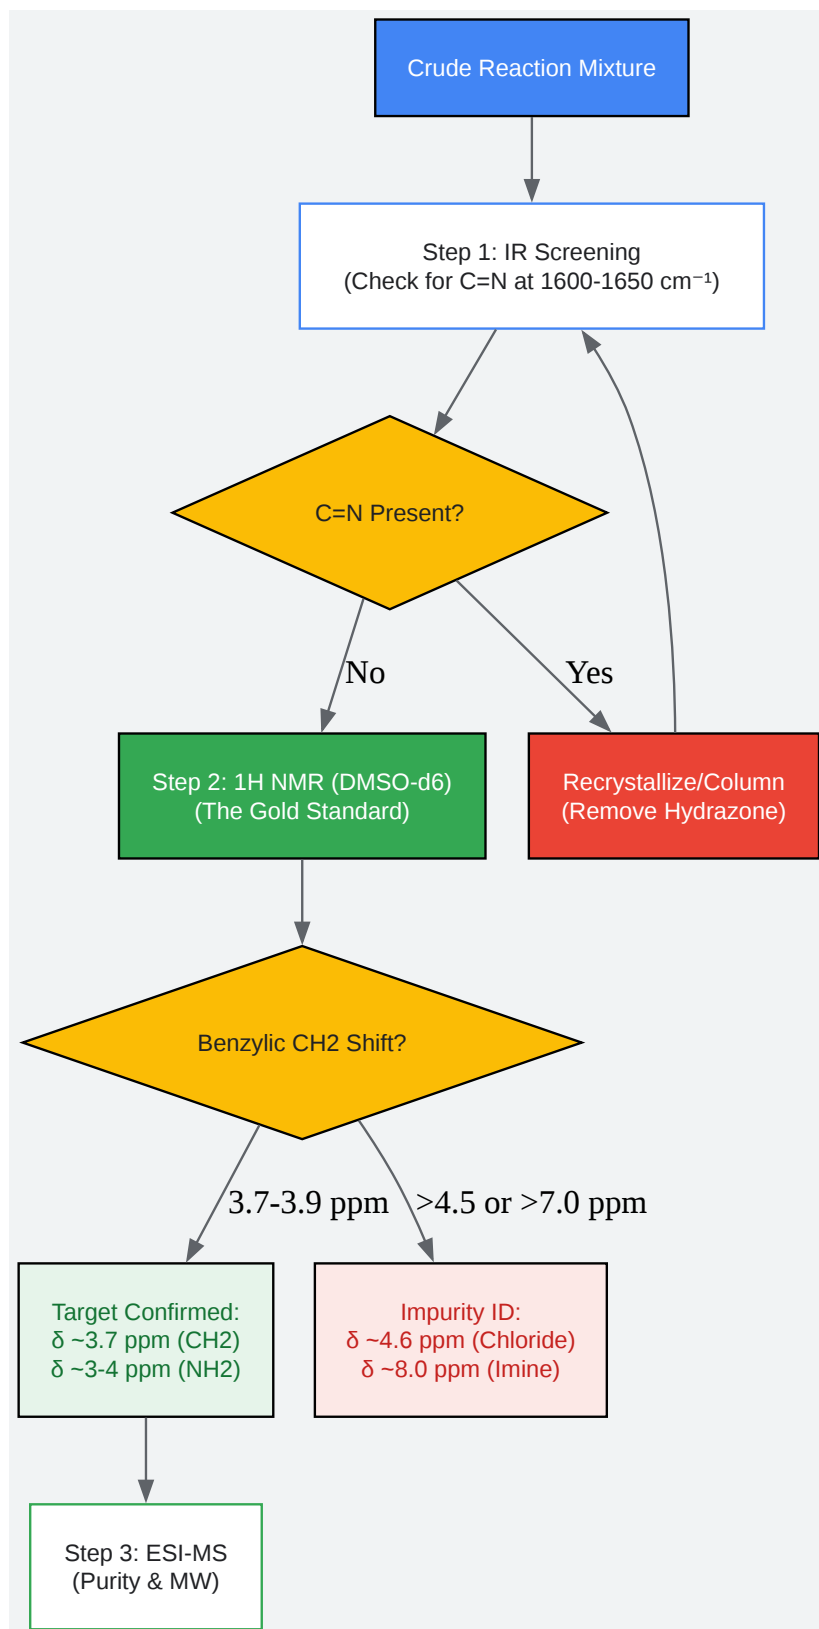 Crude Reaction Mixture
Step 1: IR Screening
(Check for C=N at 1600-1650 cm⁻¹)
C=N Present?
No
Yes
Step 2: 1H NMR (DMSO-d6)
(The Gold Standard)
Recrystallize/Column
(Remove Hydrazone)
Benzylic CH2 Shift?
3.7-3.9 ppm
>4.5 or >7.0 ppm
Target Confirmed:
δ ~3.7 ppm (CH2)
δ ~3-4 ppm (NH2)
Impurity ID:
δ ~4.6 ppm (Chloride)
δ ~8.0 ppm (Imine)
Step 3: ESI-MS
(Purity & MW)